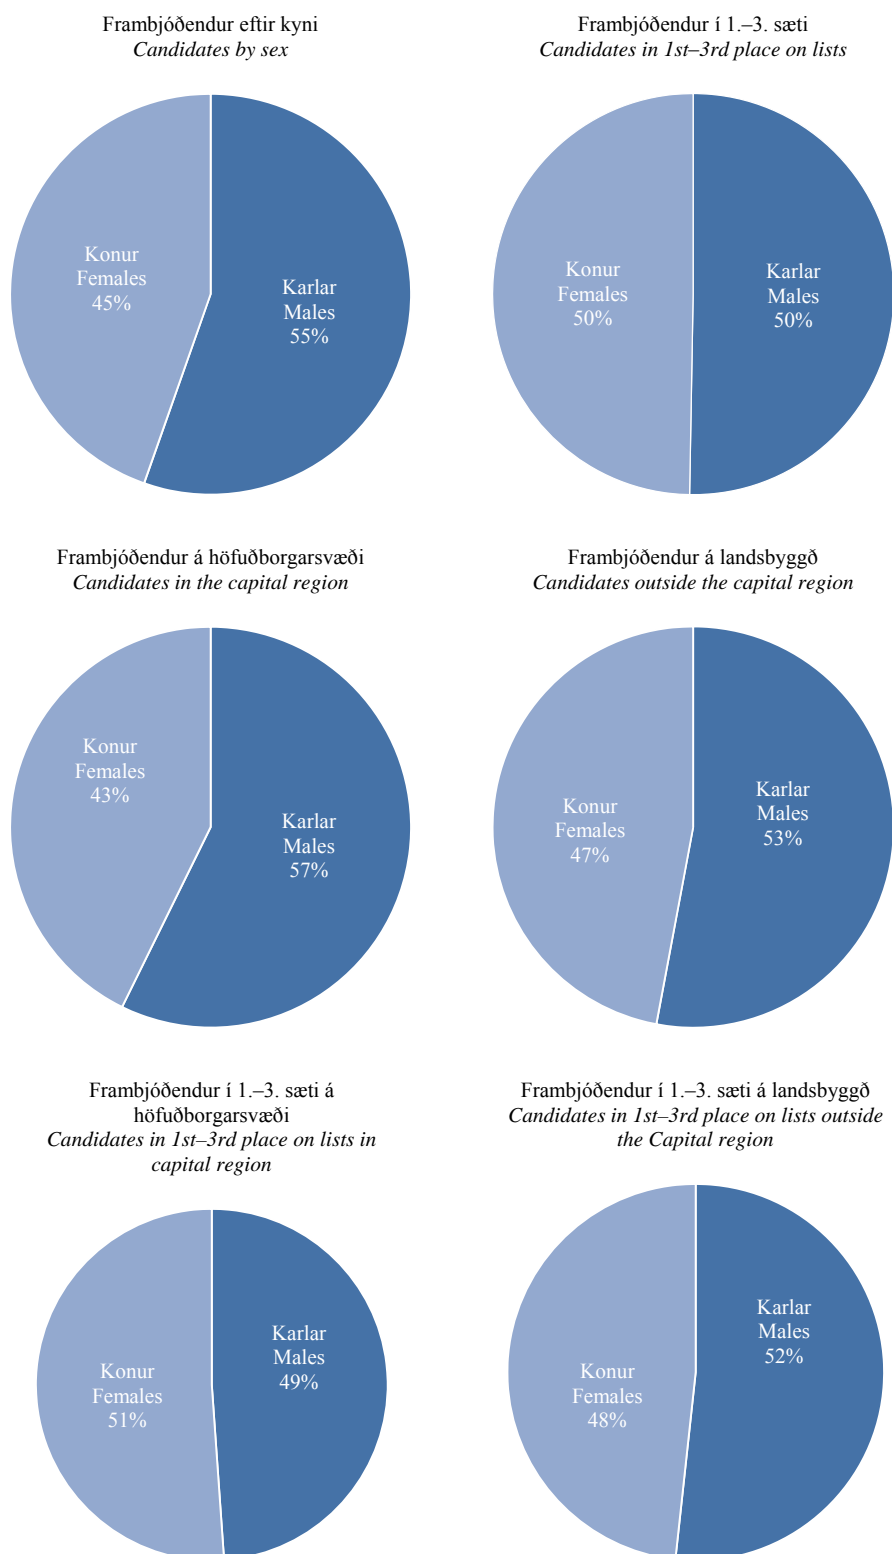 Frambjóðendur eftir kyni
Candidates by sex
Konur
Females
45%
Karlar
Males
55%
Frambjóðendur í 1.–3. sæti
Candidates in 1st–3rd place on lists
Konur
Females
50%
Karlar
Males
50%
Frambjóðendur á höfuðborgarsvæði
Candidates in the capital region
Konur
Females
43%
Karlar
Males
57%
Frambjóðendur á landsbyggð
Candidates outside the capital region
Konur
Females
47%
Karlar
Males
53%
Frambjóðendur í 1.–3. sæti á
höfuðborgarsvæði
Candidates in 1st–3rd place on lists in
capital region
Konur
Females
51%
Karlar
Males
49%
Frambjóðendur í 1.–3. sæti á landsbyggð
Candidates in 1st–3rd place on lists outside
the Capital region
Konur
Females
48%
Karlar
Males
52%